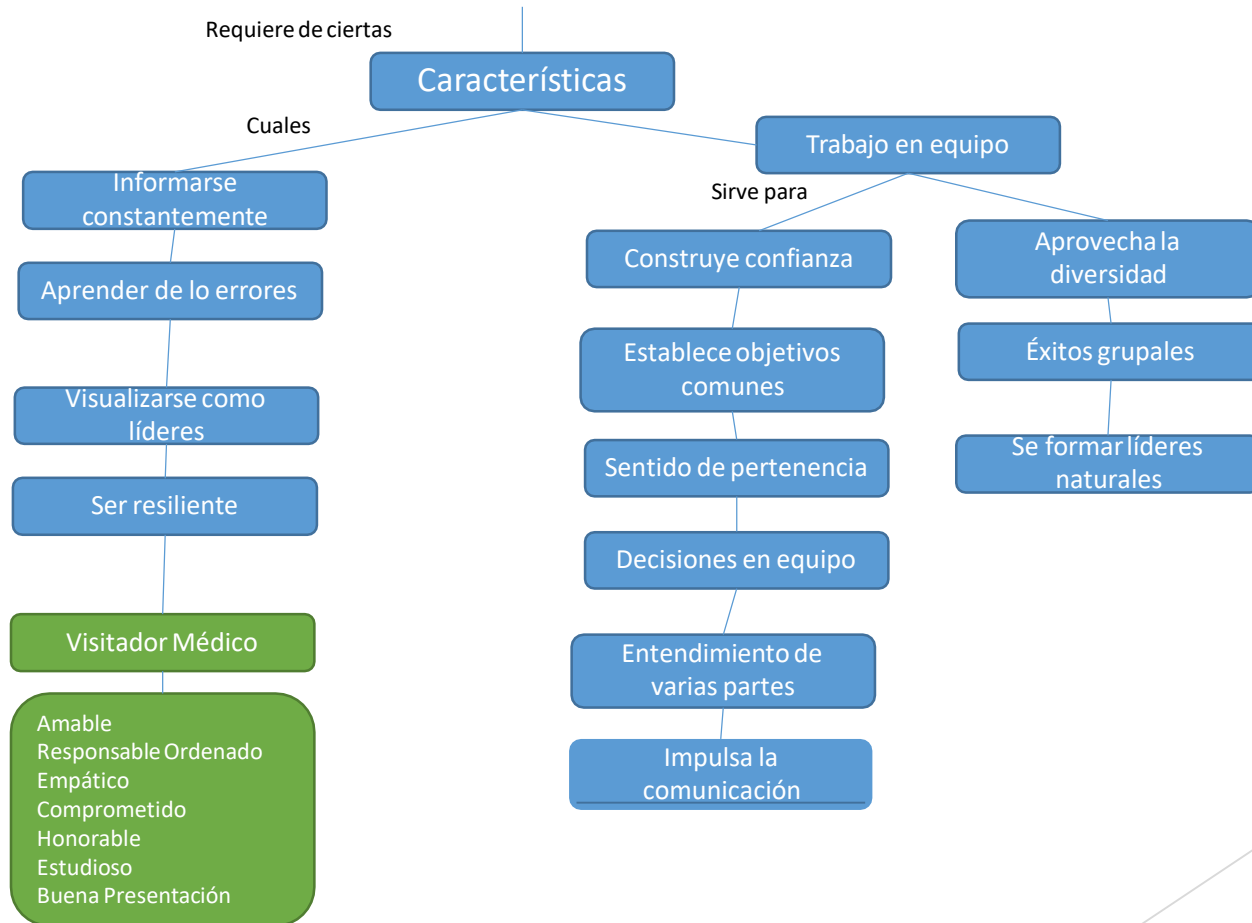 Requiere de ciertas
Características
Cuales
Informarse
constantemente
Aprender de lo errores
Visualizarse como
líderes
Ser resiliente
Visitador Médico
Amable
Responsable Ordenado
Empático
Comprometido
Honorable
Estudioso
Buena Presentación
Trabajo en equipo
Sirve para
Construye confianza
Establece objetivos
comunes
Sentido de pertenencia
Decisiones en equipo
Entendimiento de
varias partes
Impulsa la
comunicación
Aprovecha la
diversidad
Éxitos grupales
Se formar líderes
naturales